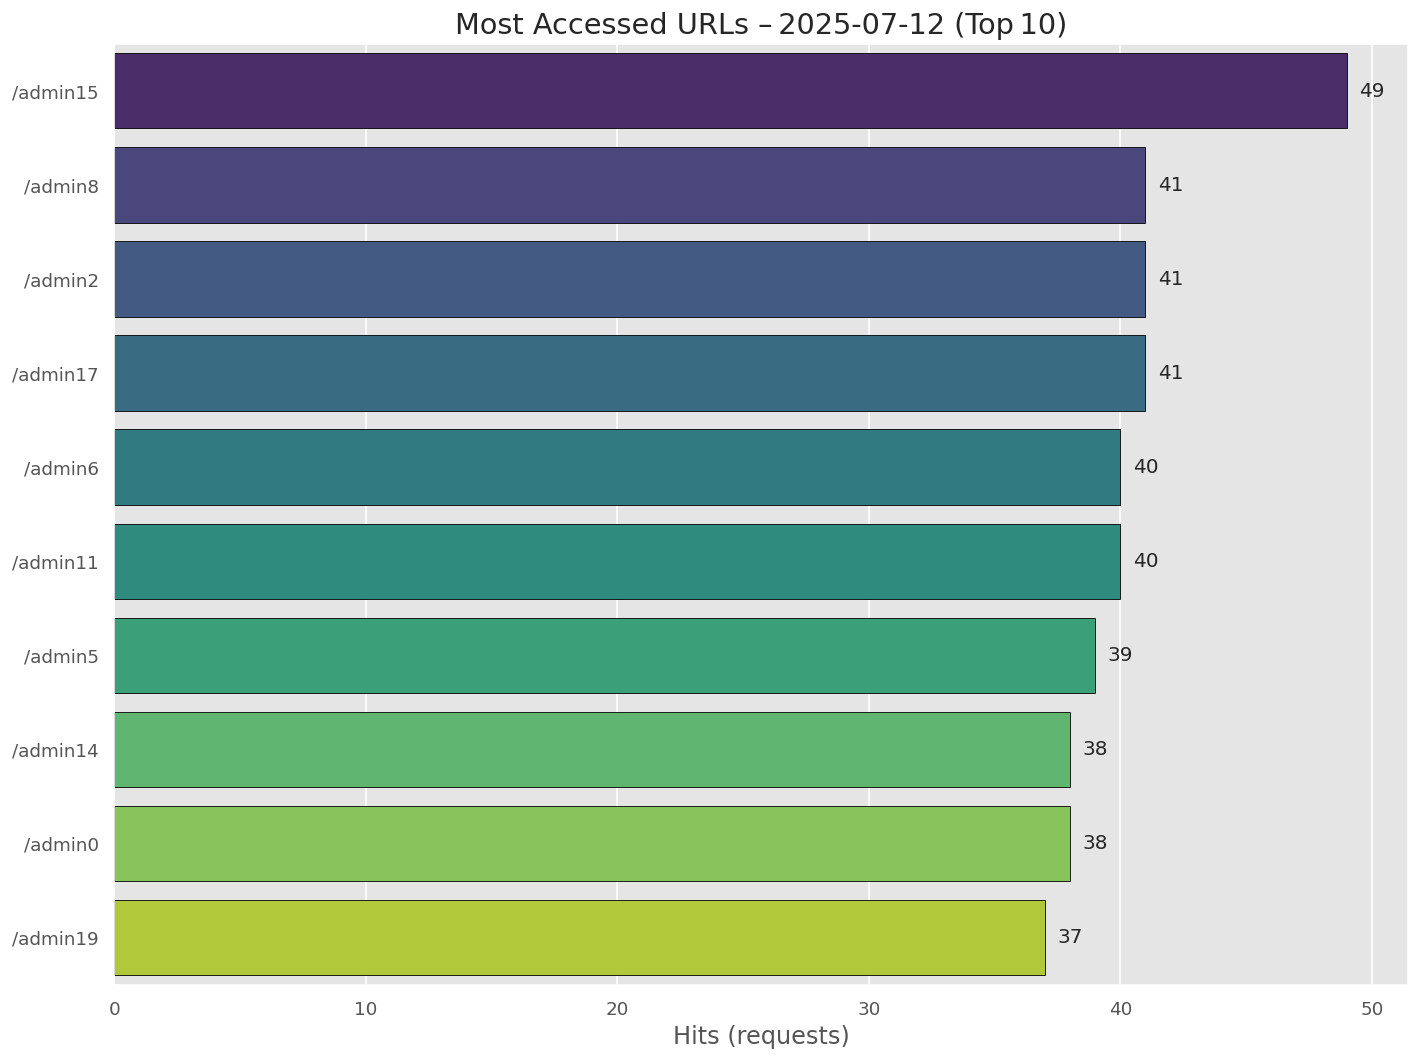 Most Accessed URLs – 2025-07-12 (Top 10)
/admin15 49
/admin8 41
/admin2 41
/admin17 41
/admin6 40
/admin11 40
/admin5 39
/admin14 38
/admin0 38
/admin19 37
0 10 20 30 40 50
Hits (requests)